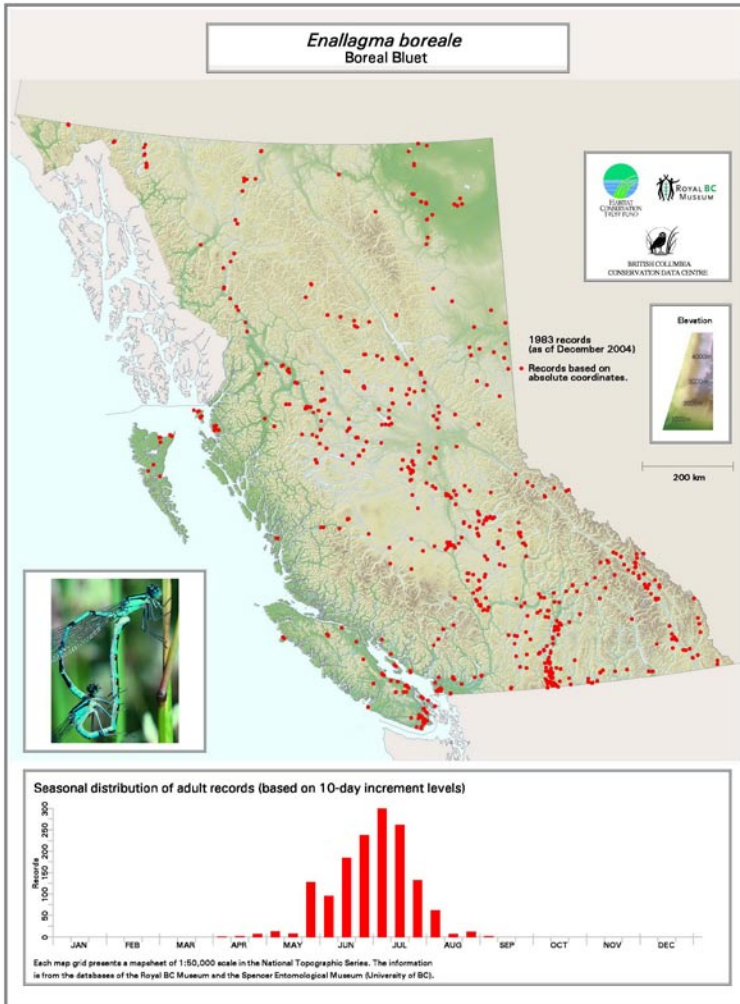 Enallagma boreale
Boreal Bluet
HABITAT
CONSERVATION
TRUST FUND
ROYAL BC
MUSEUM
BRITISH COLUMBIA
CONSERVATION DATA CENTRE
Elevation
4000m
3000m
2000m
1000m
1983 records
(as of December 2004)
Records based on
absolute coordinates.
200 km
Seasonal distribution of adult records (based on 10-day increment levels)
Records
300
250
200
150
100
50
0
JAN FEB MAR APR MAY JUN JUL AUG SEP OCT NOV DEC
Each map grid presents a mapsheet of 1:50,000 scale in the National Topographic Series. The information
is from the databases of the Royal BC Museum and the Spencer Entomological Museum (University of BC).